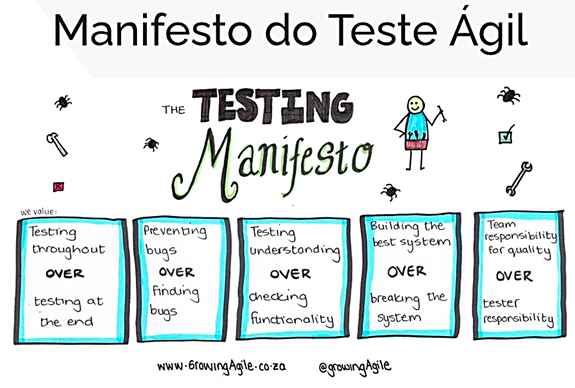 Manifesto do Teste Ágil
THE TESTING
Manifesto
we value:
Testing
throughout
OVER
testing at
the end
Preventing
bugs
OVER
finding
bugs
Testing
understanding
OVER
checking
functionality
Building the
best system
OVER
breaking the
system
Team
responsibility
for quality
OVER
tester
responsibility
www.GrowingAgile.co.za @growingAgile